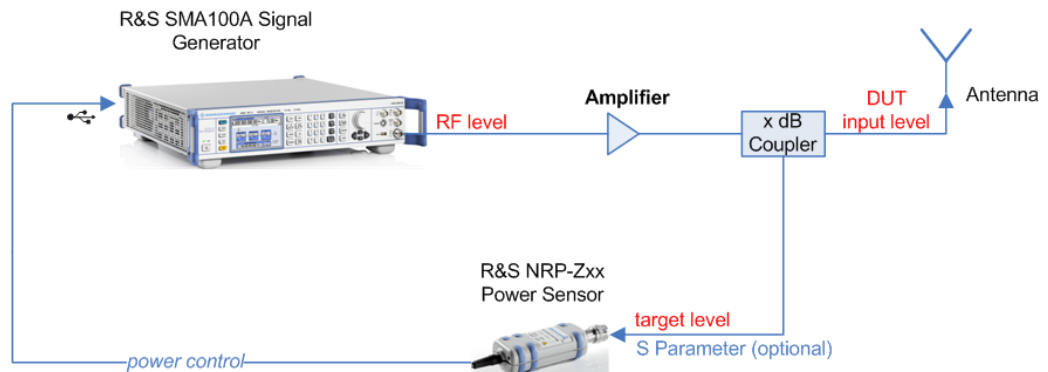 R&S SMA100A Signal
Generator
RF level
Amplifier
x dB
Coupler
DUT
input level
Antenna
R&S NRP-Zxx
Power Sensor
target level
S Parameter (optional)
power control